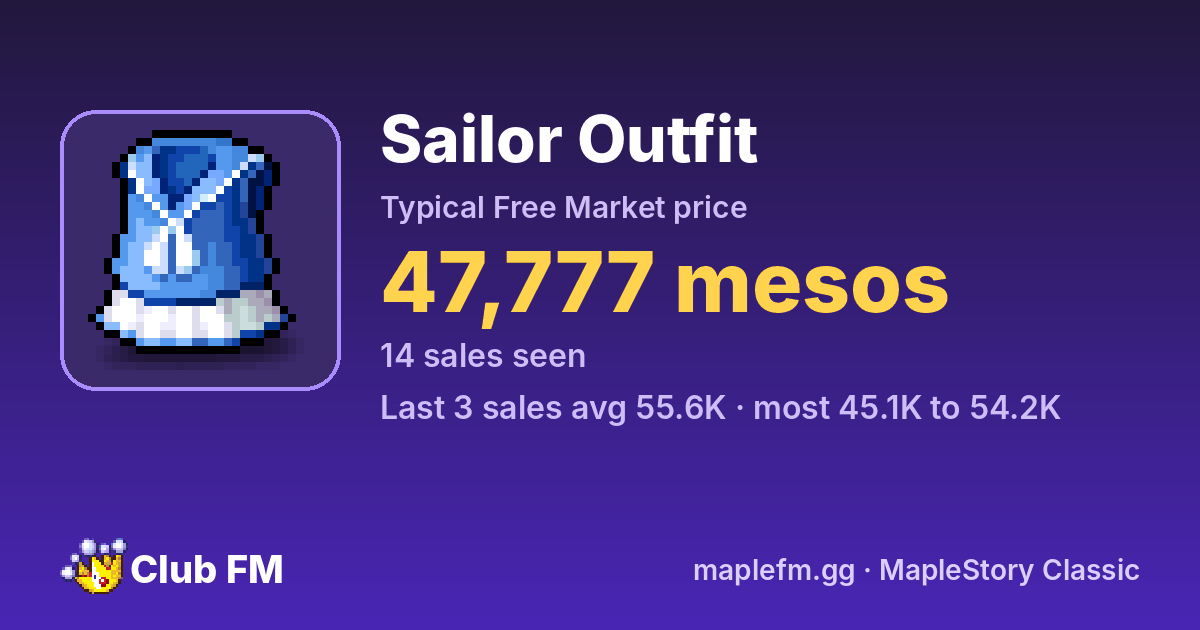 Sailor Outfit
Typical Free Market price
47,777 mesos
14 sales seen
Last 3 sales avg 55.6K · most 45.1K to 54.2K
Club FM
maplefm.gg · MapleStory Classic